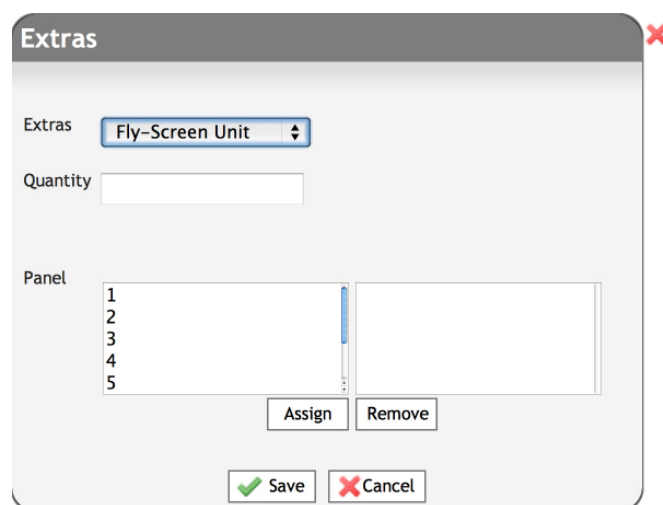 Extras
Extras Fly-Screen Unit
Quantity
Panel
1
2
3
4
5
Assign Remove
Save Cancel